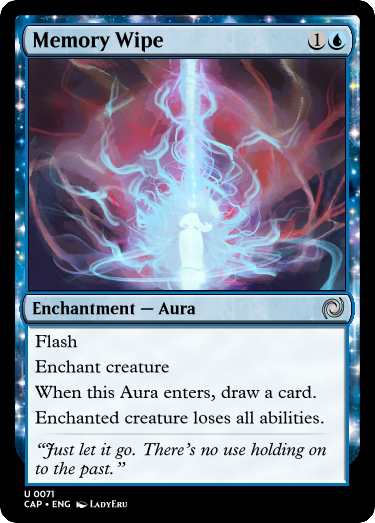 Memory Wipe 1
Enchantment — Aura
Flash
Enchant creature
When this Aura enters, draw a card.
Enchanted creature loses all abilities.
“Just let it go. There's no use holding on
to the past.”
U 0071
CAP • ENG LadyEru